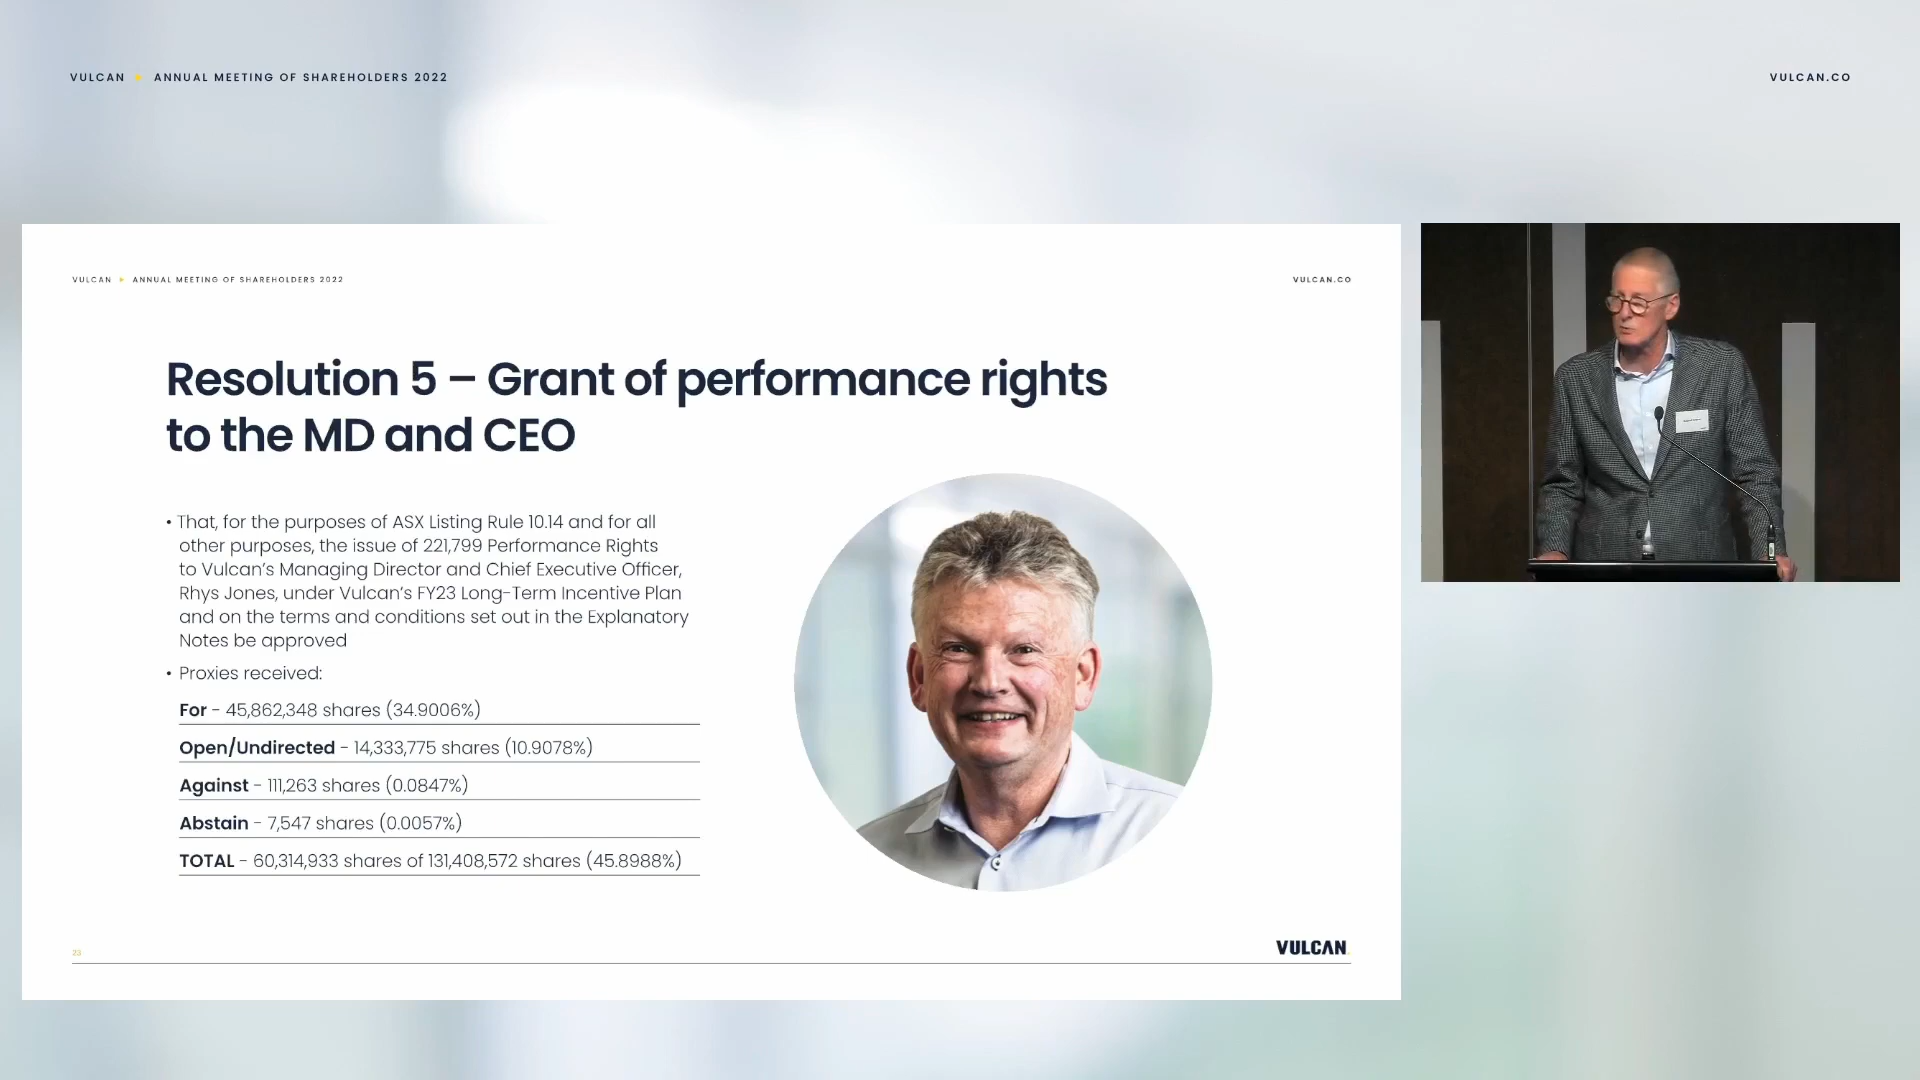 VULCAN ANNUAL MEETING OF SHAREHOLDERS 2022
VULCAN.CO
VULCAN ANNUAL MEETING OF SHAREHOLDERS 2022
VULCAN.CO
Resolution 5 – Grant of performance rights
to the MD and CEO
• That, for the purposes of ASX Listing Rule 10.14 and for all
other purposes, the issue of 221,799 Performance Rights
to Vulcan’s Managing Director and Chief Executive Officer,
Rhys Jones, under Vulcan’s FY23 Long-Term Incentive Plan
and on the terms and conditions set out in the Explanatory
Notes be approved
• Proxies received:
For - 45,862,348 shares (34.9006%)
Open/Undirected - 14,333,775 shares (10.9078%)
Against - 111,263 shares (0.0847%)
Abstain - 7,547 shares (0.0057%)
TOTAL - 60,314,933 shares of 131,408,572 shares (45.8988%)
23
VULCAN.